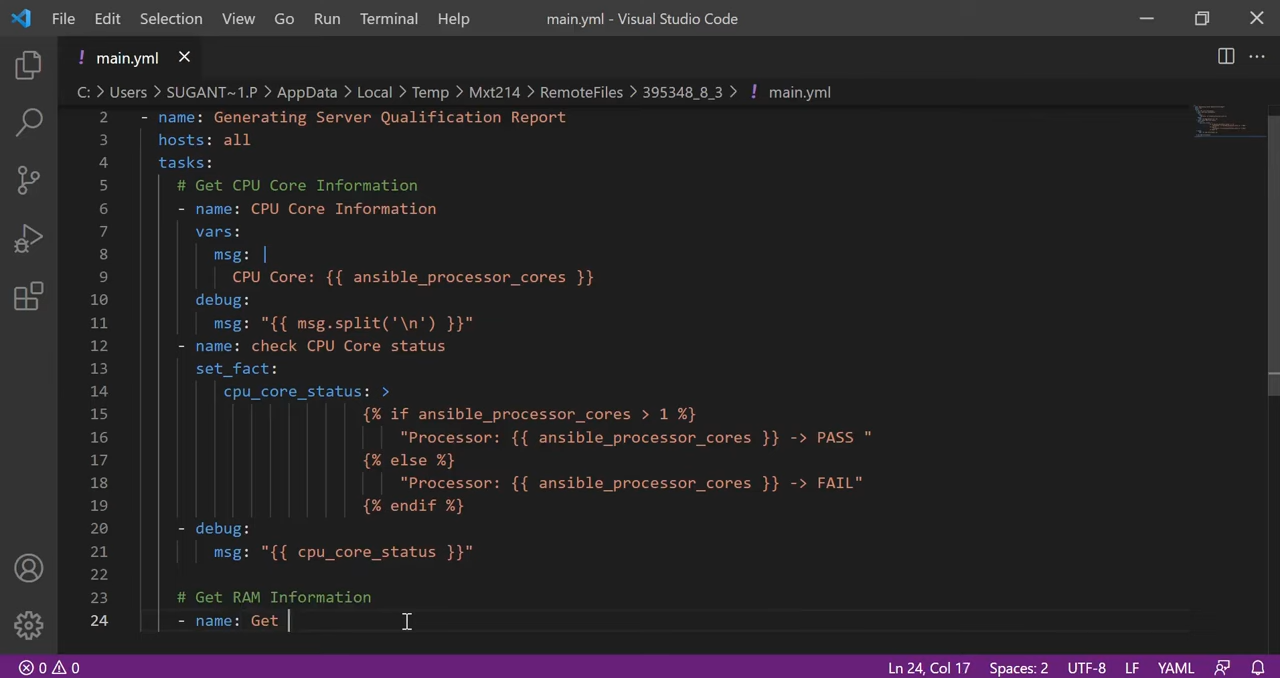 File Edit Selection View Go Run Terminal Help main.yml - Visual Studio Code
! main.yml
C: > Users > SUGANT~1.P > AppData > Local > Temp > Mxt214 > RemoteFiles > 395348_8_3 > ! main.yml
2 - name: Generating Server Qualification Report
3 hosts: all
4 tasks:
5 # Get CPU Core Information
6 - name: CPU Core Information
7 vars:
8 msg: |
9 CPU Core: {{ ansible_processor_cores }}
10 debug:
11 msg: "{{ msg.split('\n') }}"
12 - name: check CPU Core status
13 set_fact:
14 cpu_core_status: >
15 {% if ansible_processor_cores > 1 %}
16 "Processor: {{ ansible_processor_cores }} -> PASS "
17 {% else %}
18 "Processor: {{ ansible_processor_cores }} -> FAIL"
19 {% endif %}
20 - debug:
21 msg: "{{ cpu_core_status }}"
22
23 # Get RAM Information
24 - name: Get
0 0 Ln 24, Col 17 Spaces: 2 UTF-8 LF YAML